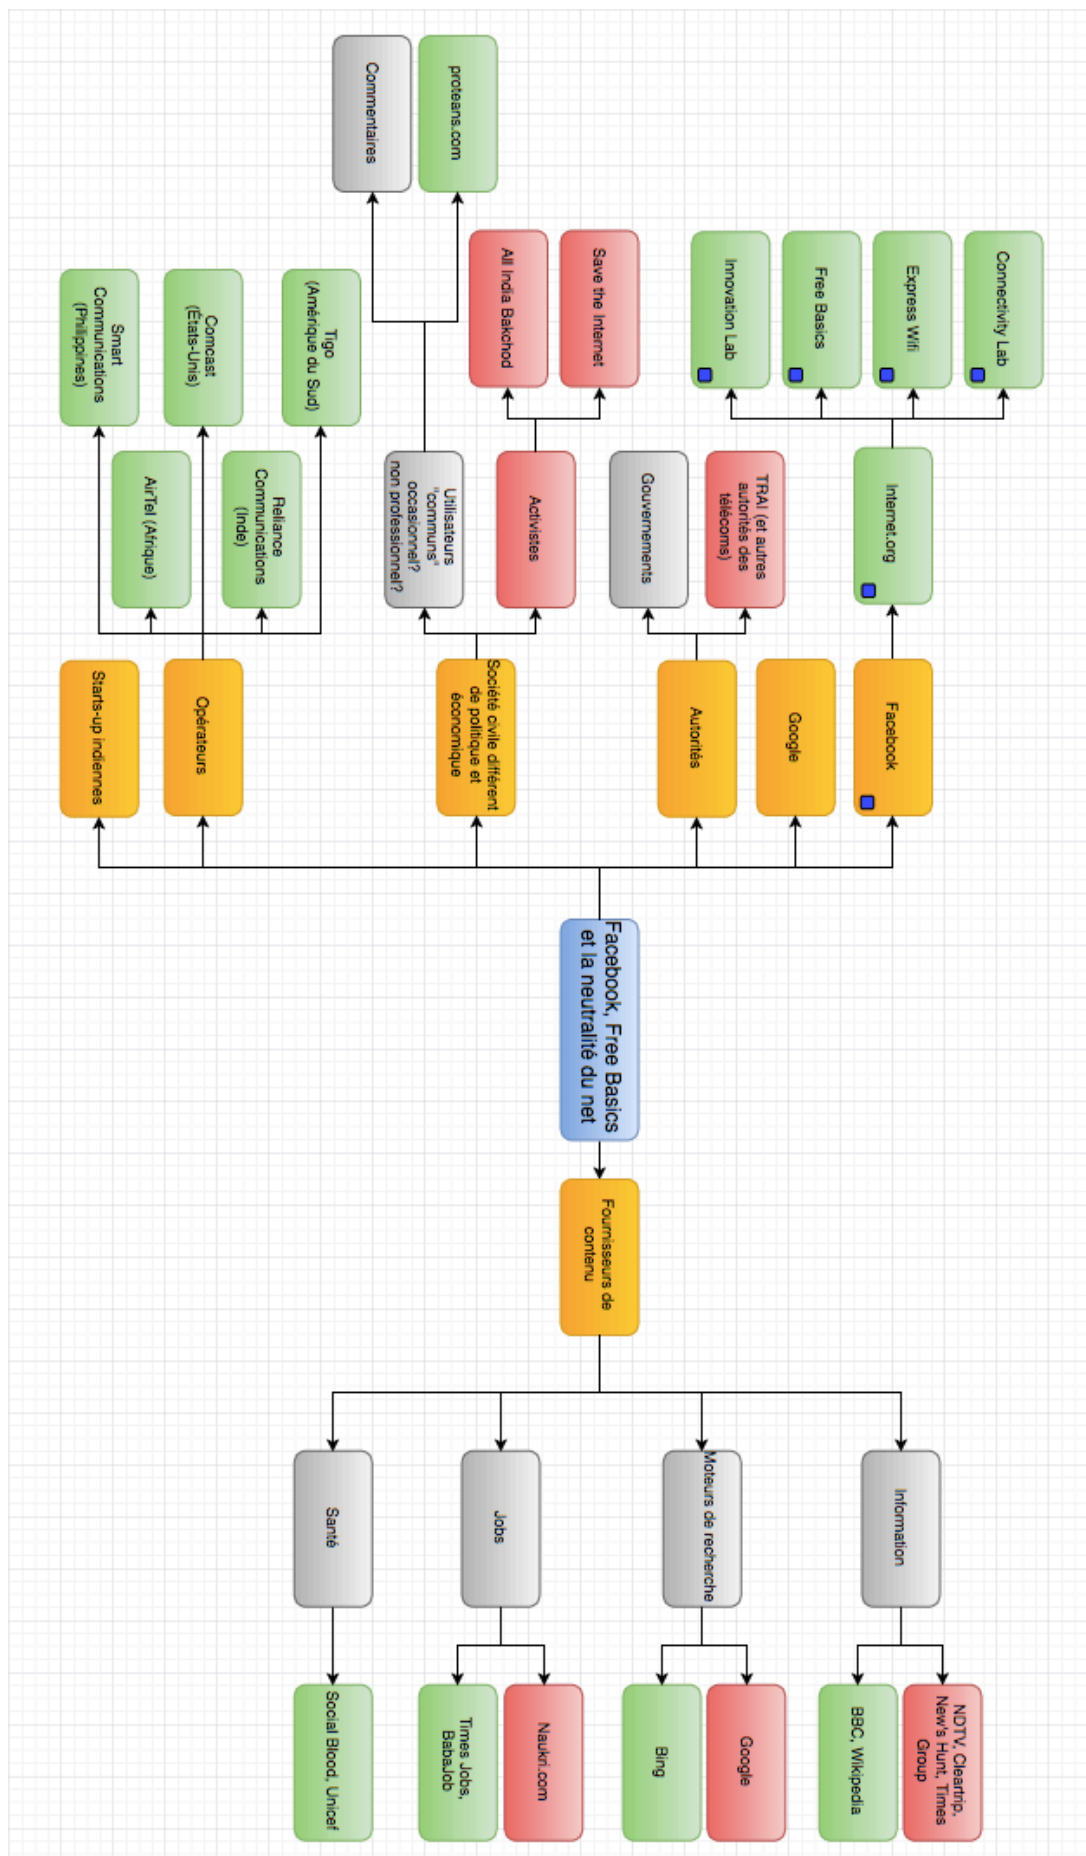 Facebook, Free Basics
et la neutralité du net
Facebook
Internet.org
Connectivity Lab
Express Wifi
Free Basics
Innovation Lab
Google
Autorités
TRAI (et autres
autorités des
télécoms)
Gouvernements
Société civile différent
de politique et
économique
Activistes
Save the Internet
All India Bakchod
Utilisateurs
"communs"
occasionnel?
non professionnel?
proteans.com
Commentaires
Opérateurs
Tigo
(Amérique du Sud)
Reliance
Communications
(Inde)
Comcast
(États-Unis)
AirTel (Afrique)
Smart
Communications
(Philippines)
Starts-up indiennes
Fournisseurs de
contenu
Information
NDTV, Cleartrip,
New's Hunt, Times
Group
BBC, Wikipedia
Moteurs de recherche
Google
Bing
Jobs
Naukri.com
Times Jobs,
BabaJob
Santé
Social Blood, Unicef